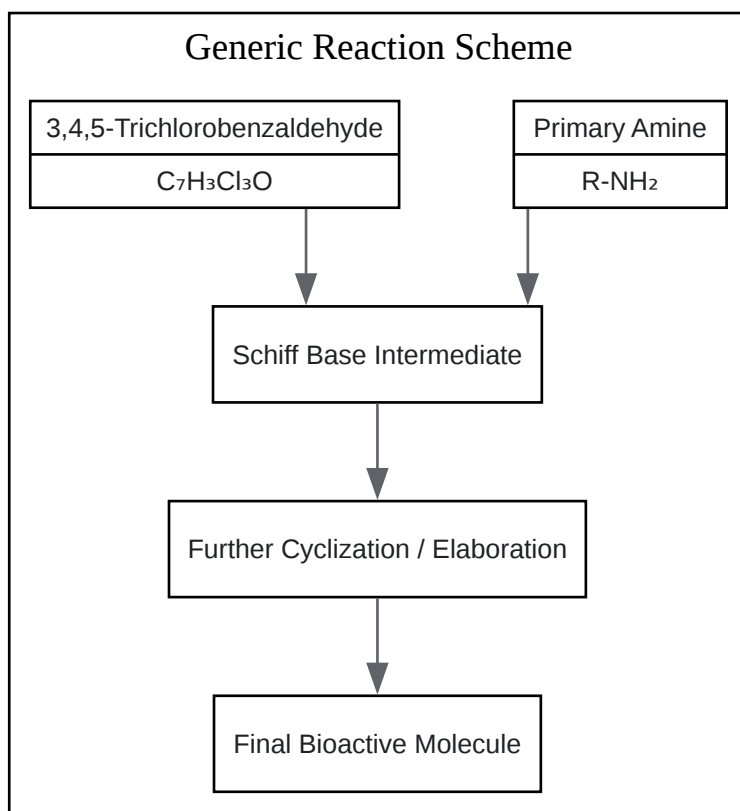 Generic Reaction Scheme
3,4,5-Trichlorobenzaldehyde
C₇H₃Cl₃O
Primary Amine
R-NH₂
Schiff Base Intermediate
Further Cyclization / Elaboration
Final Bioactive Molecule